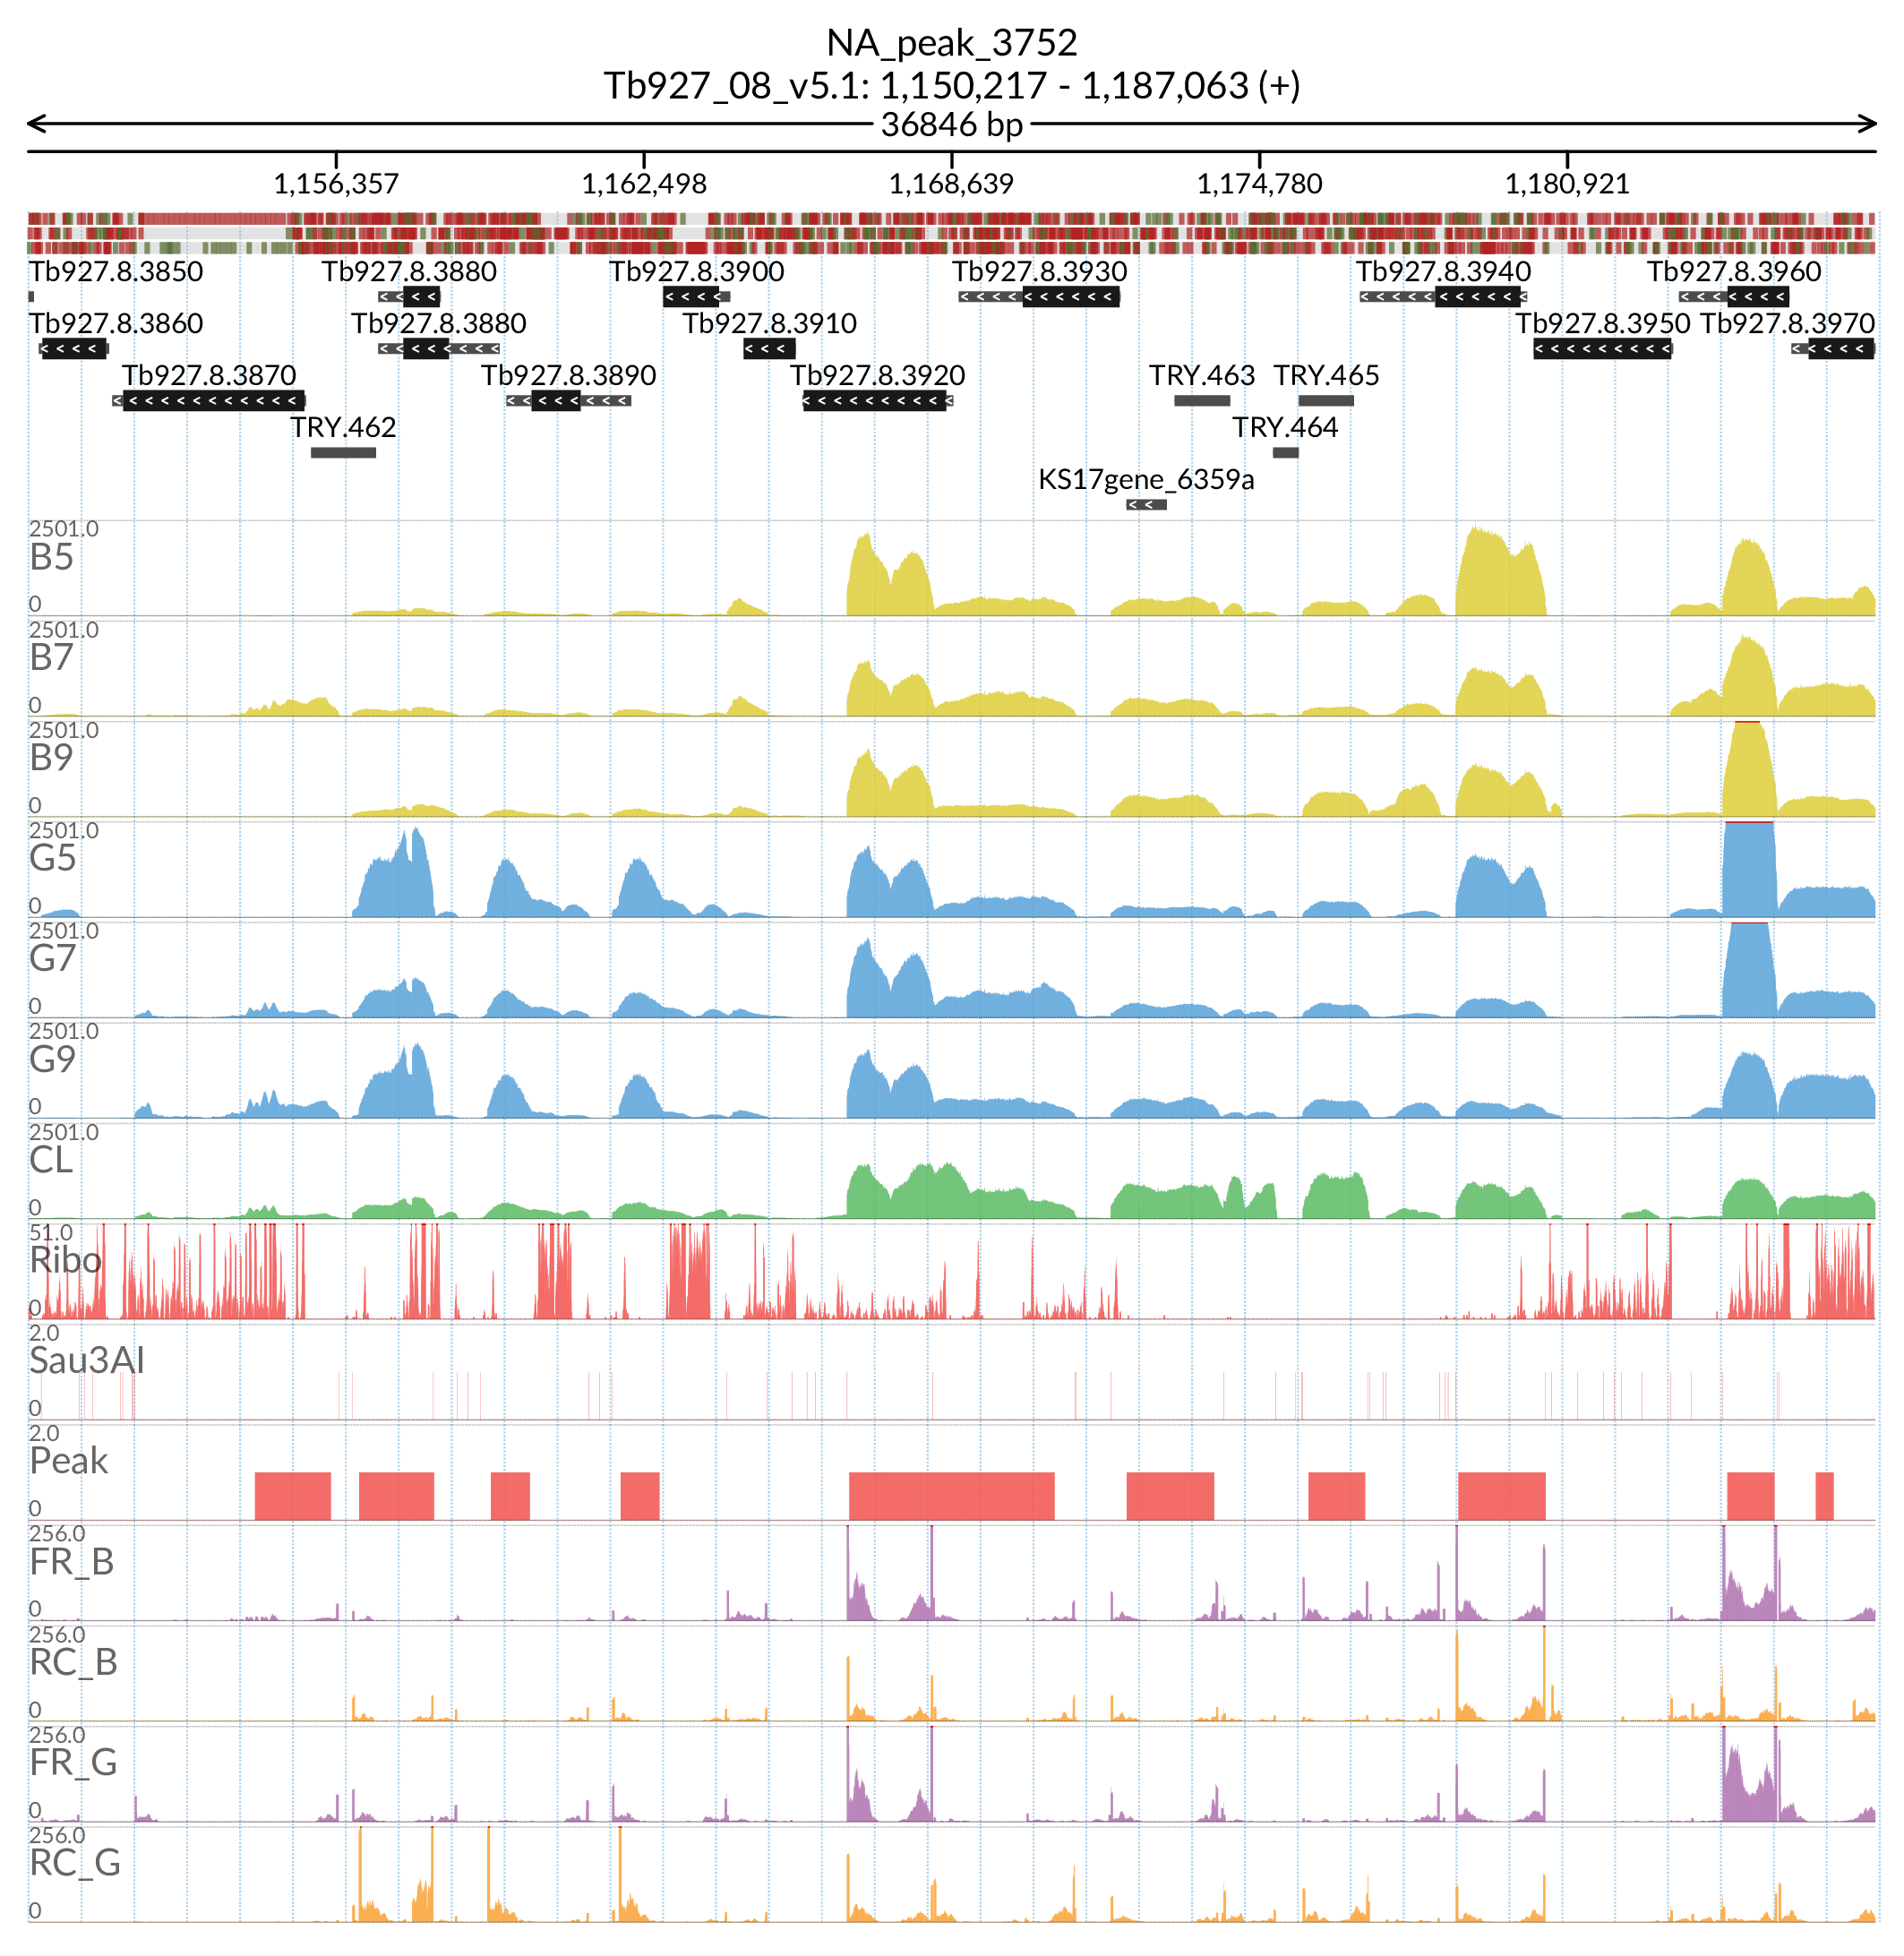 NA_peak_3752
Tb927_08_v5.1: 1,150,217 - 1,187,063 (+)
36846 bp
1,156,357 1,162,498 1,168,639 1,174,780 1,180,921
Tb927.8.3850 Tb927.8.3880 Tb927.8.3900 Tb927.8.3930 Tb927.8.3940 Tb927.8.3960
Tb927.8.3860 Tb927.8.3880 Tb927.8.3910 Tb927.8.3950 Tb927.8.3970
Tb927.8.3870 Tb927.8.3890 Tb927.8.3920 TRY.463 TRY.465
TRY.462 TRY.464
KS17gene_6359a
2501.0
B5
0
2501.0
B7
0
2501.0
B9
0
2501.0
G5
0
2501.0
G7
0
2501.0
G9
0
2501.0
CL
0
51.0
Ribo
0
2.0
Sau3AI
0
2.0
Peak
0
256.0
FR_B
0
256.0
RC_B
0
256.0
FR_G
0
256.0
RC_G
0